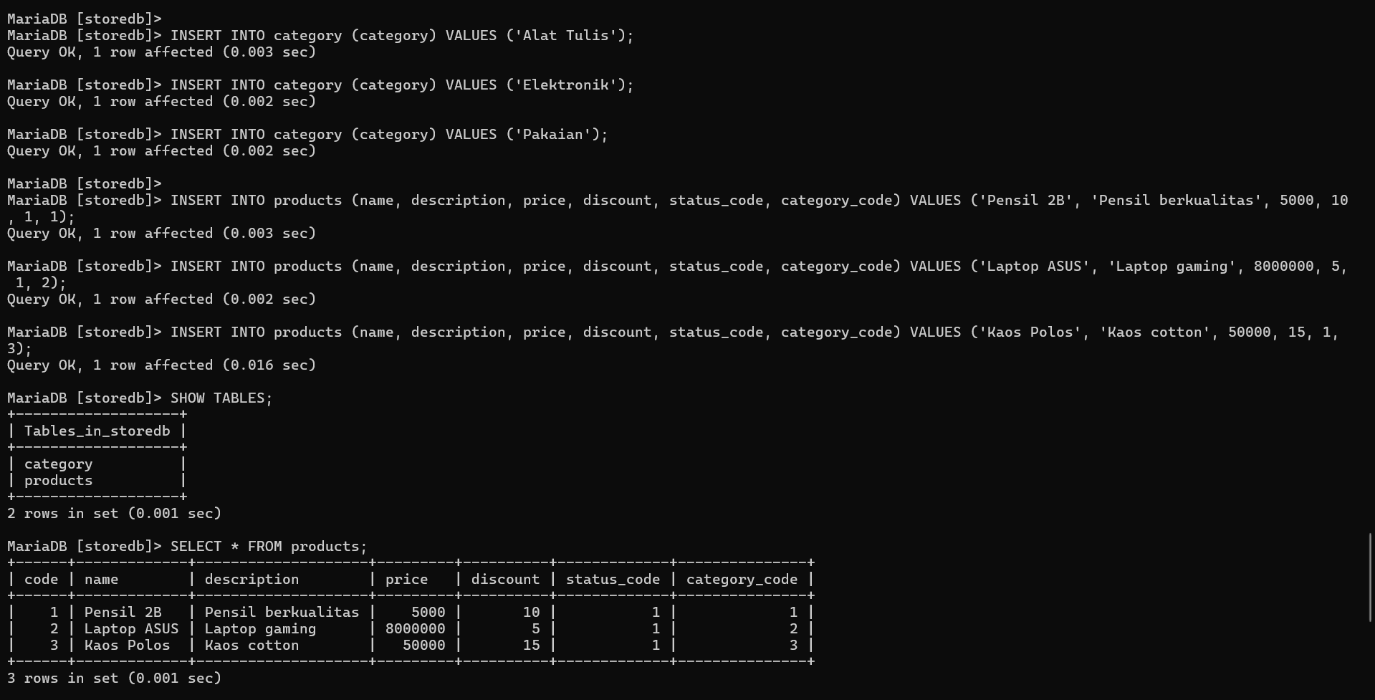 MariaDB [storedb]>
MariaDB [storedb]> INSERT INTO category (category) VALUES ('Alat Tulis');
Query OK, 1 row affected (0.003 sec)

MariaDB [storedb]> INSERT INTO category (category) VALUES ('Elektronik');
Query OK, 1 row affected (0.002 sec)

MariaDB [storedb]> INSERT INTO category (category) VALUES ('Pakaian');
Query OK, 1 row affected (0.002 sec)

MariaDB [storedb]>
MariaDB [storedb]> INSERT INTO products (name, description, price, discount, status_code, category_code) VALUES ('Pensil 2B', 'Pensil berkualitas', 5000, 10
, 1, 1);
Query OK, 1 row affected (0.003 sec)

MariaDB [storedb]> INSERT INTO products (name, description, price, discount, status_code, category_code) VALUES ('Laptop ASUS', 'Laptop gaming', 8000000, 5,
 1, 2);
Query OK, 1 row affected (0.002 sec)

MariaDB [storedb]> INSERT INTO products (name, description, price, discount, status_code, category_code) VALUES ('Kaos Polos', 'Kaos cotton', 50000, 15, 1,
3);
Query OK, 1 row affected (0.016 sec)

MariaDB [storedb]> SHOW TABLES;
+-------------------+
| Tables_in_storedb |
+-------------------+
| category          |
| products          |
+-------------------+
2 rows in set (0.001 sec)

MariaDB [storedb]> SELECT * FROM products;
+------+-------------+--------------------+---------+----------+-------------+---------------+
| code | name        | description        | price   | discount | status_code | category_code |
+------+-------------+--------------------+---------+----------+-------------+---------------+
|    1 | Pensil 2B   | Pensil berkualitas |    5000 |       10 |           1 |             1 |
|    2 | Laptop ASUS | Laptop gaming      | 8000000 |        5 |           1 |             2 |
|    3 | Kaos Polos  | Kaos cotton        |   50000 |       15 |           1 |             3 |
+------+-------------+--------------------+---------+----------+-------------+---------------+
3 rows in set (0.001 sec)